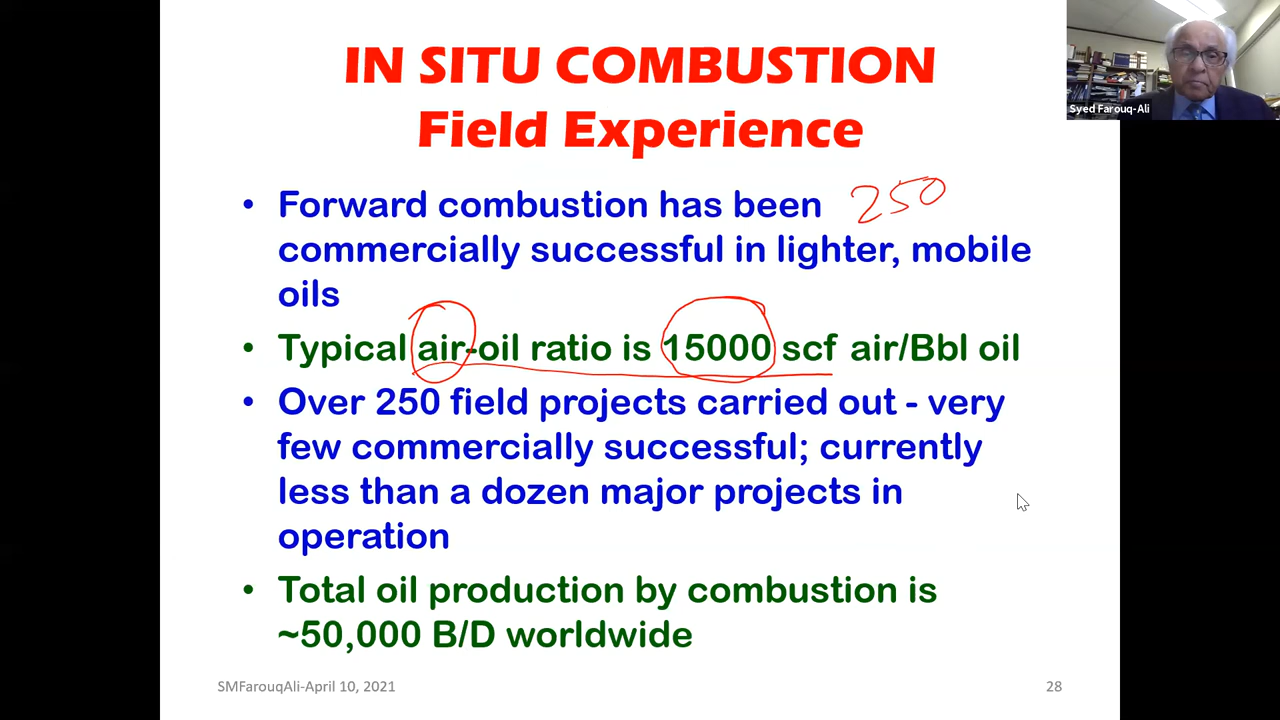 IN SITU COMBUSTION
Field Experience
Syed Farouq-Ali
• Forward combustion has been 250
commercially successful in lighter, mobile
oils
• Typical air-oil ratio is 15000 scf air/Bbl oil
• Over 250 field projects carried out - very
few commercially successful; currently
less than a dozen major projects in
operation
• Total oil production by combustion is
~50,000 B/D worldwide
SMFarouqAli-April 10, 2021
28